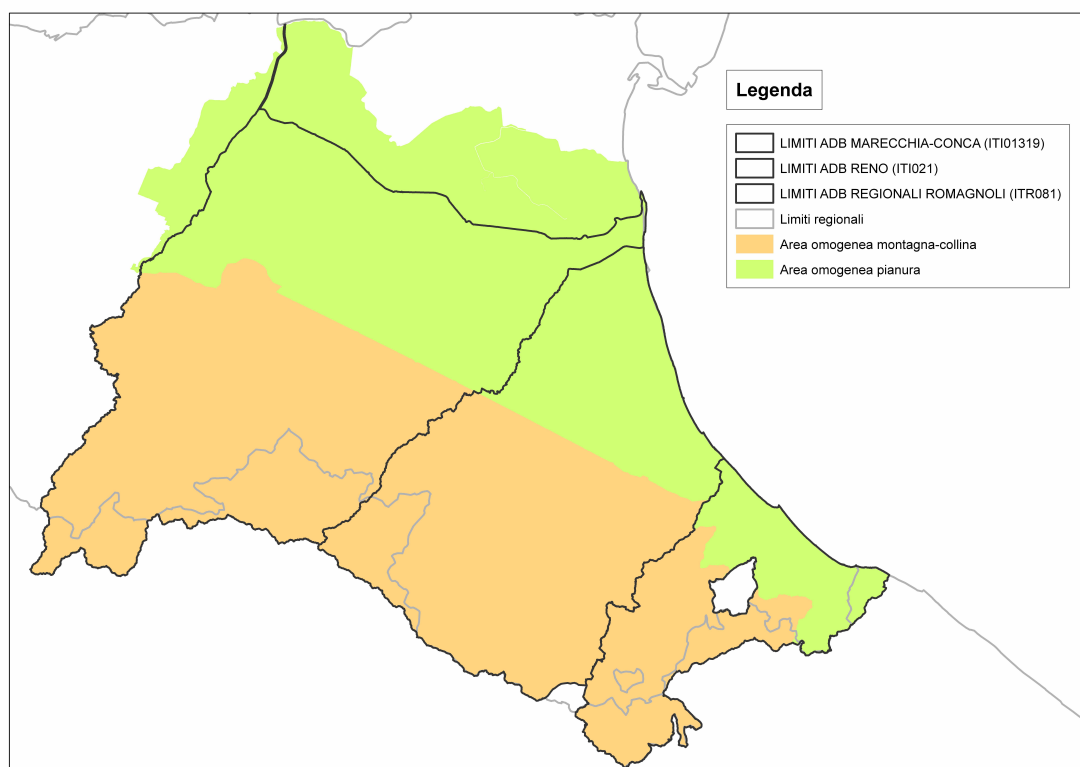 Legenda
LIMITI ADB MARECCHIA-CONCA (ITI01319)
LIMITI ADB RENO (ITI021)
LIMITI ADB REGIONALI ROMAGNOLI (ITR081)
Limiti regionali
Area omogenea montagna-collina
Area omogenea pianura